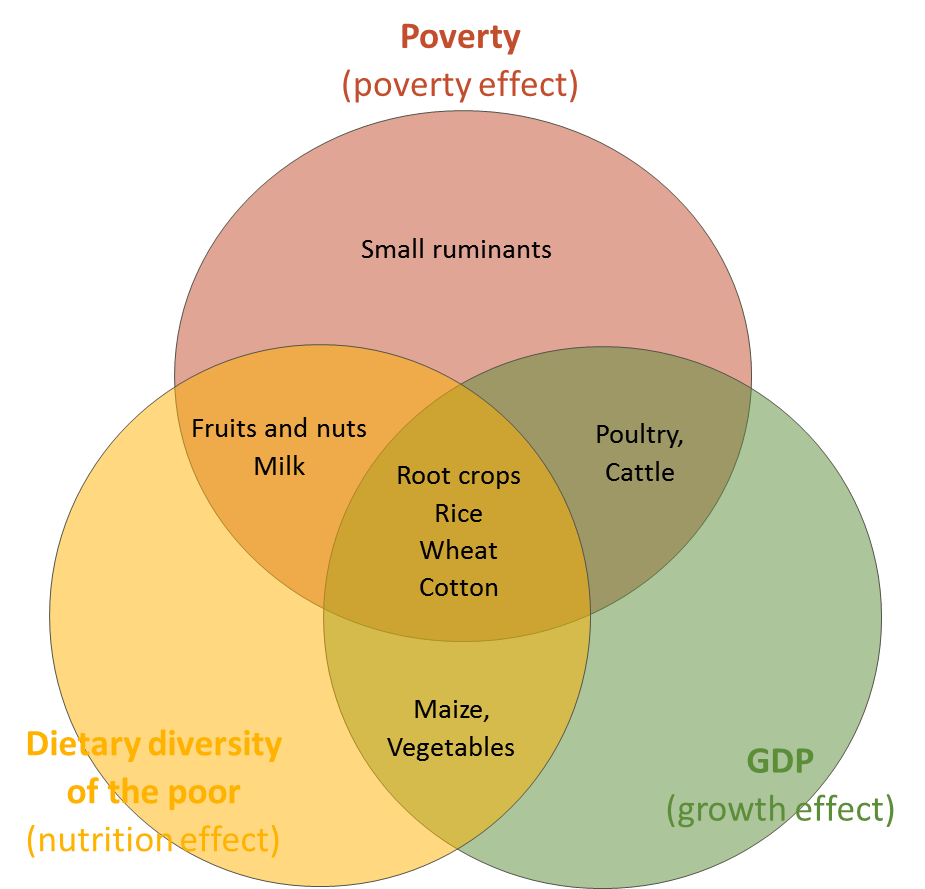 Poverty
(poverty effect)
Small ruminants
Fruits and nuts
Milk
Poultry,
Cattle
Root crops
Rice
Wheat
Cotton
Maize,
Vegetables
Dietary diversity
of the poor
(nutrition effect)
GDP
(growth effect)